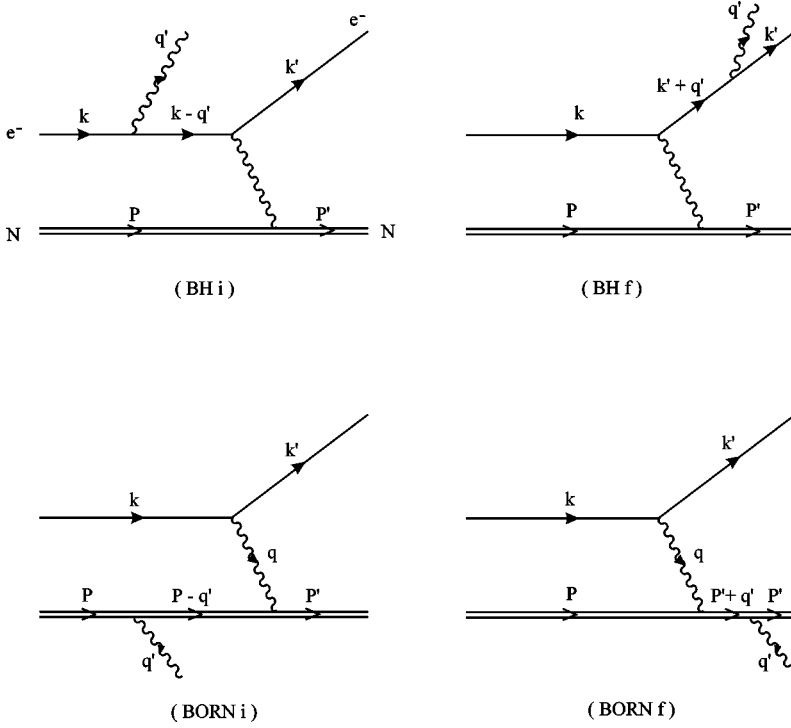 q'
e⁻
k'
k
k - q'
e⁻
P
P'
N
N
( BH i )
q'
k'
k' + q'
k
P
P'
( BH f )
k'
k
q
P
P - q'
P'
q'
( BORN i )
k'
k
q
P
P'+ q'
P'
q'
( BORN f )